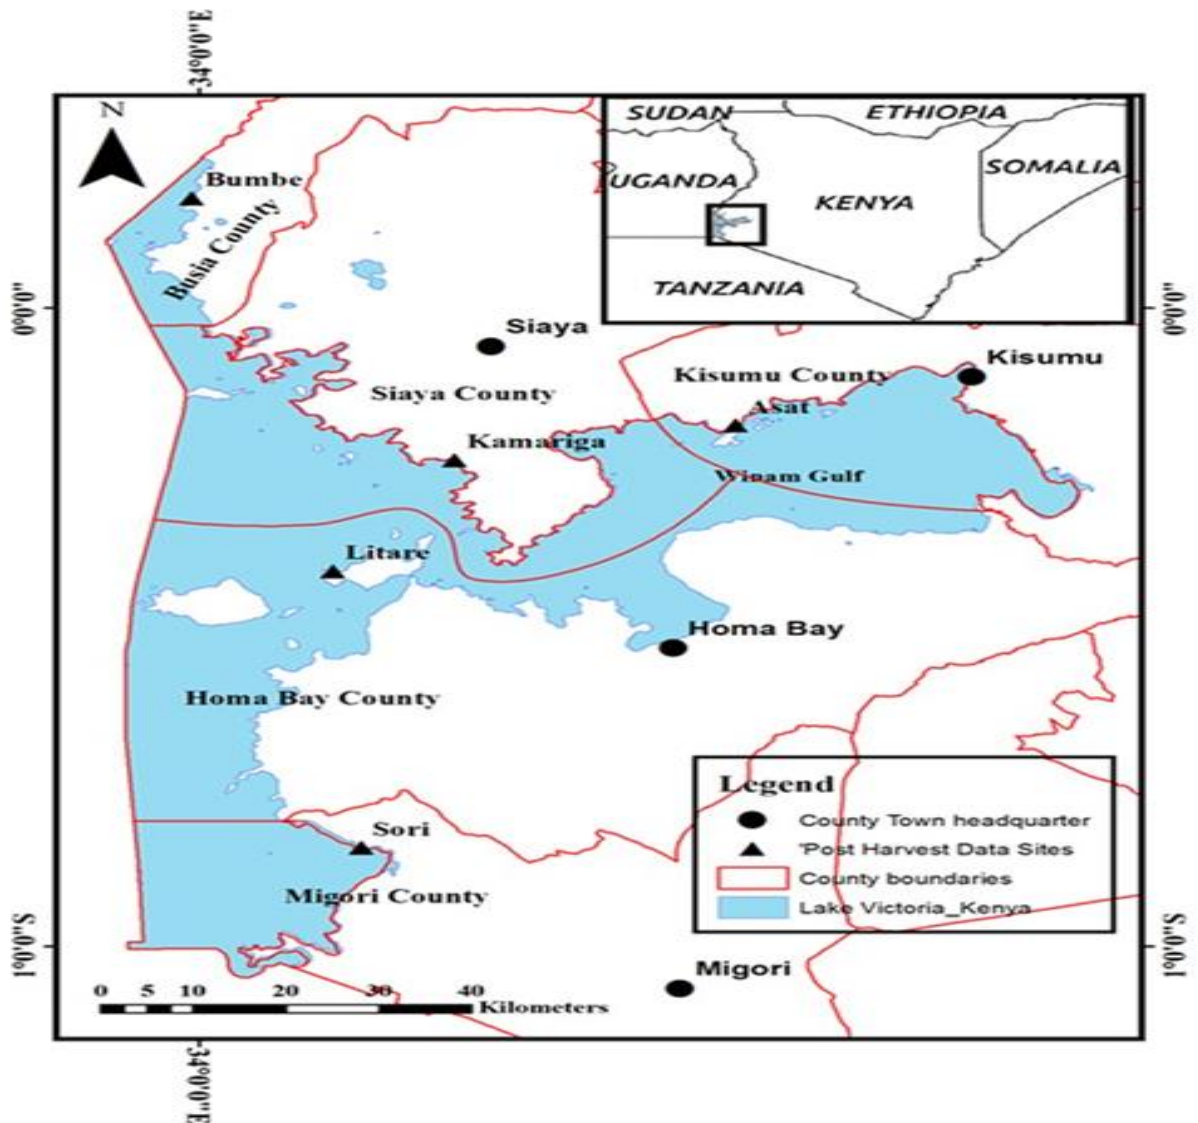 34°0'0"E
N
SUDAN
ETHIOPIA
UGANDA
SOMALIA
KENYA
TANZANIA
Bumbe
Busia County
0°0'0"
0°0'0"
Siaya
Kisumu
Siaya County
Kisumu County
Asat
Kamariga
Winam Gulf
Litare
Homa Bay
Homa Bay County
Legend
County Town headquarter
'Post Harvest Data Sites
County boundaries
Lake Victoria_Kenya
Sori
Migori County
1°0'0"S
1°0'0"S
Migori
0 5 10 20 30 40
Kilometers
34°0'0"E